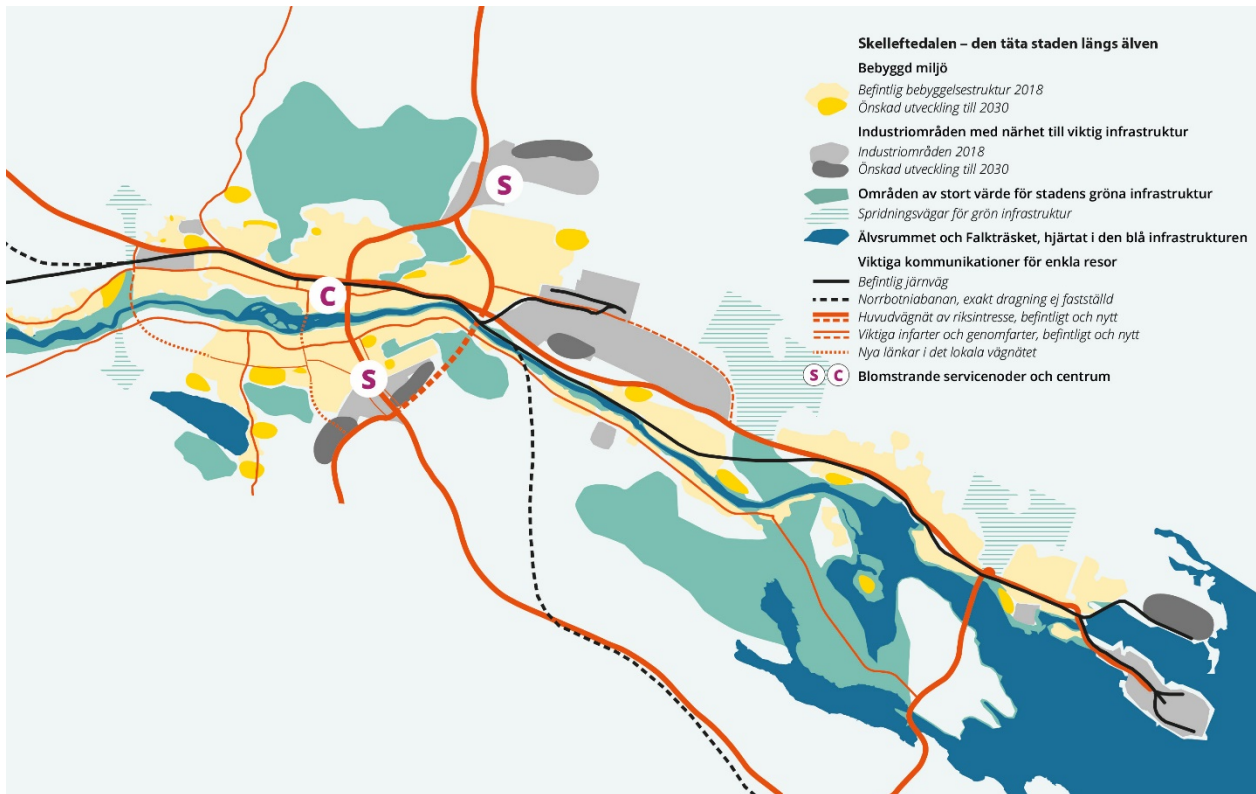 Skelleftedalen – den täta staden längs älven
Bebyggd miljö
Befintlig bebyggelsestruktur 2018
Önskad utveckling till 2030
Industriområden med närhet till viktig infrastruktur
Industriområden 2018
Önskad utveckling till 2030
Områden av stort värde för stadens gröna infrastruktur
Spridningsvägar för grön infrastruktur
Älvsrummet och Falkträsket, hjärtat i den blå infrastrukturen
Viktiga kommunikationer för enkla resor
Befintlig järnväg
Norrbotniabanan, exakt dragning ej fastställd
Huvudvägnät av riksintresse, befintligt och nytt
Viktiga infarter och genomfarter, befintligt och nytt
Nya länkar i det lokala vägnätet
S C Blomstrande servicenoder och centrum
S
C
S